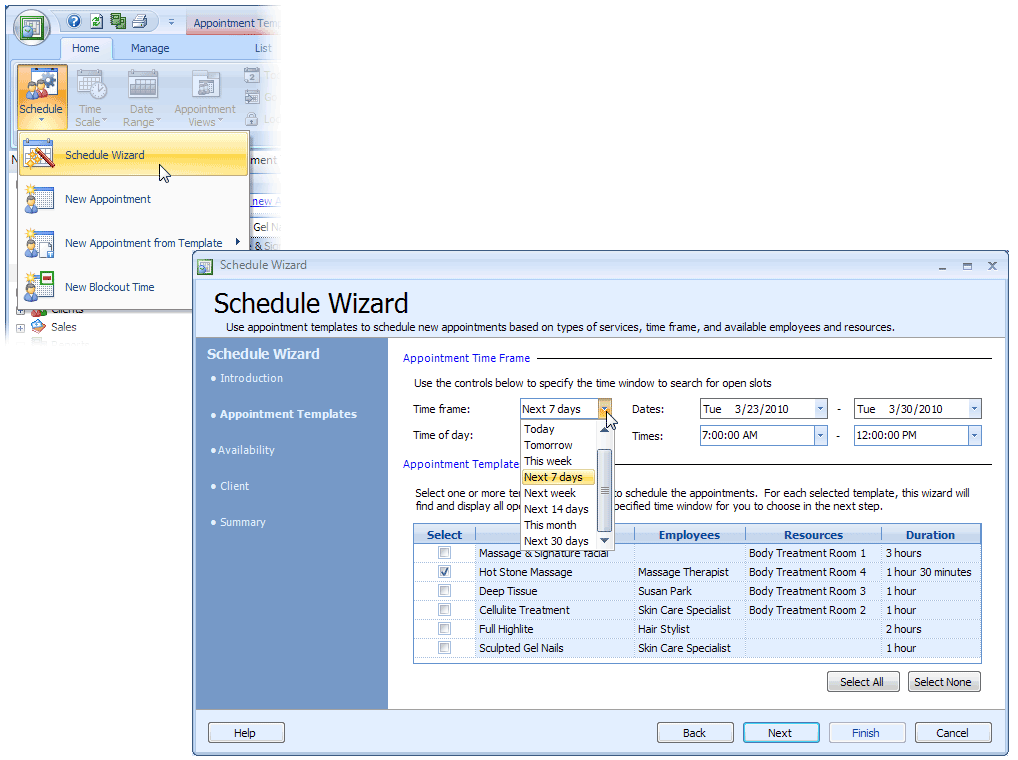 Appointment Tem
Home Manage List
Schedule Time Scale Date Range Appointment Views
Schedule Wizard
New Appointment
New Appointment from Template
New Blockout Time
ment
new A
Gel Na
& Sig
Clients
Sales
Schedule Wizard
Schedule Wizard
Use appointment templates to schedule new appointments based on types of services, time frame, and available employees and resources.
Schedule Wizard
• Introduction
• Appointment Templates
• Availability
• Client
• Summary
Appointment Time Frame
Use the controls below to specify the time window to search for open slots
Time frame: Next 7 days Dates: Tue 3/23/2010 - Tue 3/30/2010
Time of day: Times: 7:00:00 AM - 12:00:00 PM
Today
Tomorrow
This week
Next 7 days
Next week
Next 14 days
This month
Next 30 days
Appointment Template
Select one or more te to schedule the appointments. For each selected template, this wizard will
find and display all ope pecified time window for you to choose in the next step.
Select Employees Resources Duration
Massage & Signature facial Body Treatment Room 1 3 hours
Hot Stone Massage Massage Therapist Body Treatment Room 4 1 hour 30 minutes
Deep Tissue Susan Park Body Treatment Room 3 1 hour
Cellulite Treatment Skin Care Specialist Body Treatment Room 2 1 hour
Full Highlite Hair Stylist 2 hours
Sculpted Gel Nails Skin Care Specialist 1 hour
Select All Select None
Help Back Next Finish Cancel